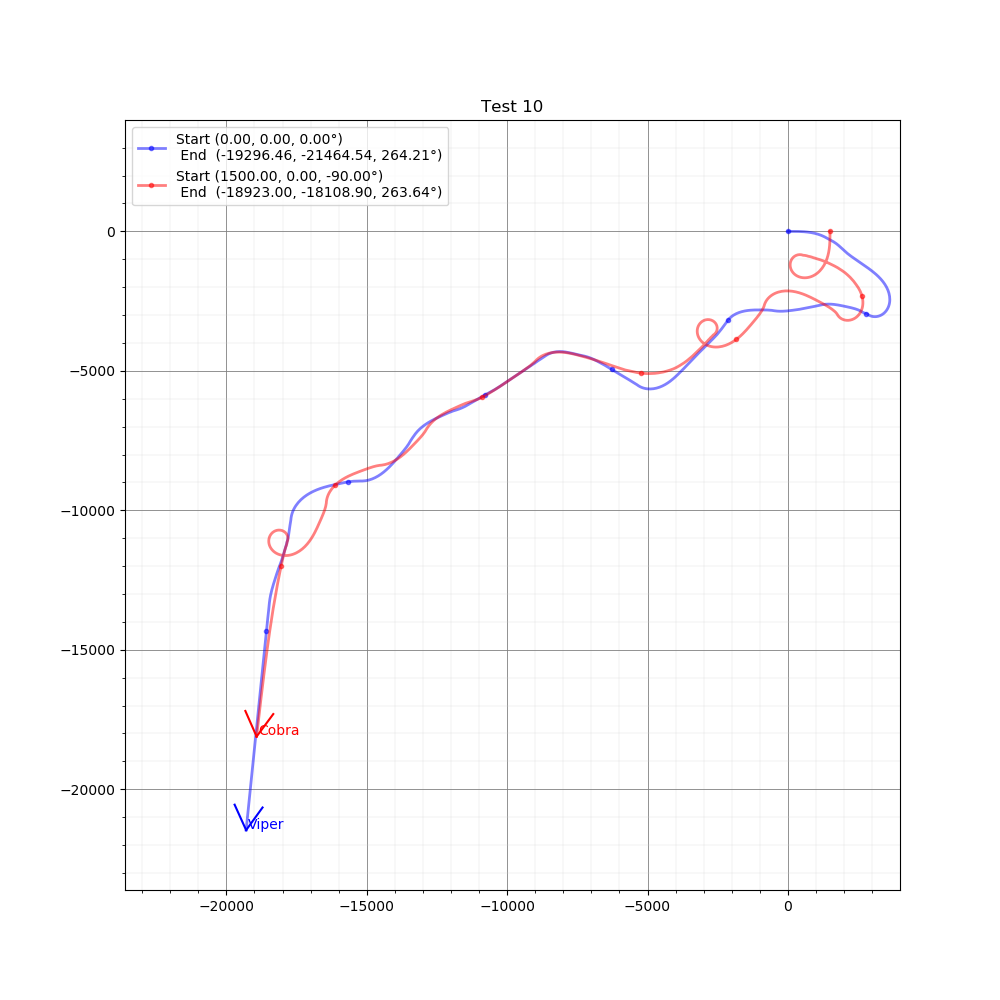 Test 10
Start (0.00, 0.00, 0.00°)
End (-19296.46, -21464.54, 264.21°)
Start (1500.00, 0.00, -90.00°)
End (-18923.00, -18108.90, 263.64°)
0
−5000
−10000
−15000
−20000
Cobra
Viper
−20000 −15000 −10000 −5000 0